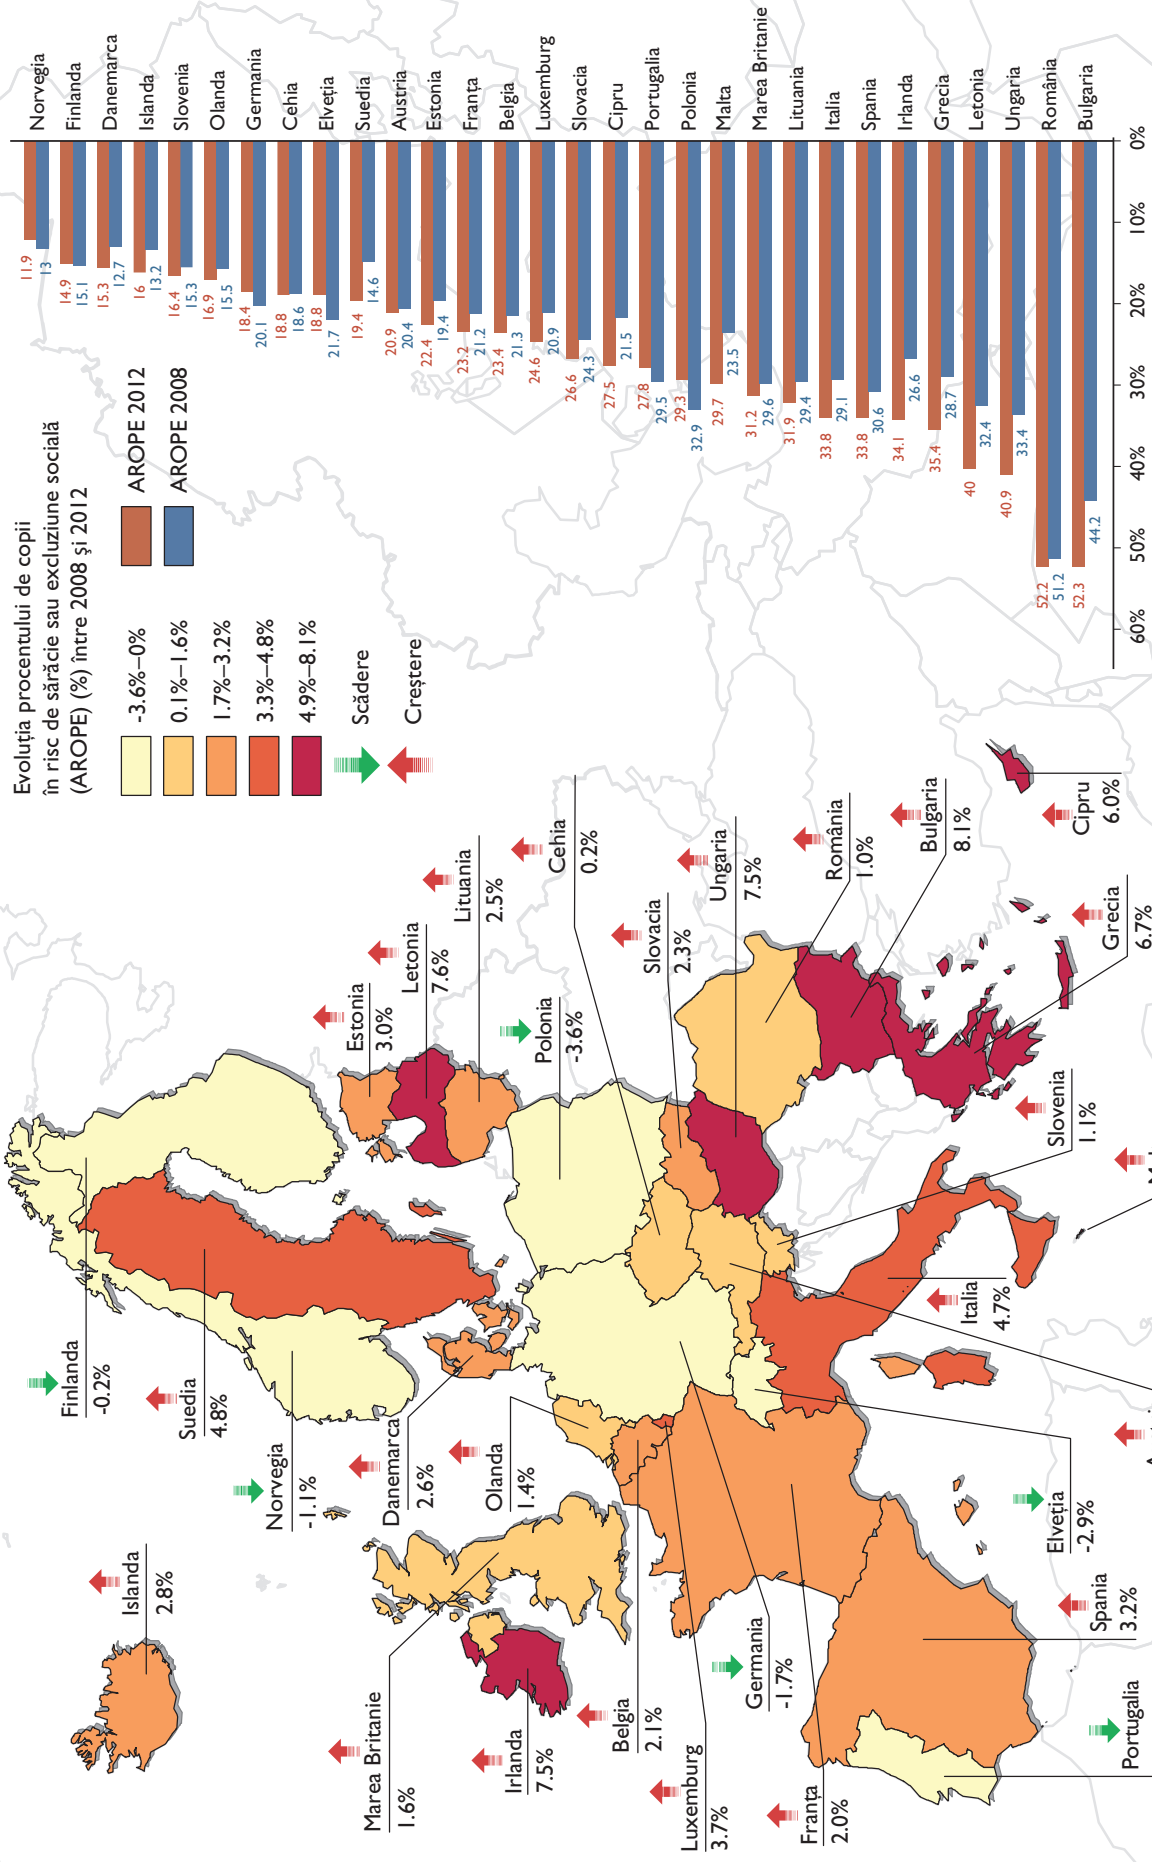 Evoluția procentului de copii
în risc de sărăcie sau excluziune socială
(AROPE) (%) între 2008 și 2012
-3.6%–0%
0.1%–1.6%
1.7%–3.2%
3.3%–4.8%
4.9%–8.1%
Scădere
Creștere
AROPE 2012
AROPE 2008
Islanda
2.8%
Finlanda
-0.2%
Suedia
4.8%
Norvegia
-1.1%
Danemarca
2.6%
Olanda
1.4%
Marea Britanie
1.6%
Irlanda
7.5%
Belgia
2.1%
Luxemburg
3.7%
Germania
-1.7%
Franța
2.0%
Estonia
3.0%
Letonia
7.6%
Lituania
2.5%
Polonia
-3.6%
Cehia
0.2%
Slovacia
2.3%
Ungaria
7.5%
România
1.0%
Bulgaria
8.1%
Cipru
6.0%
Grecia
6.7%
Slovenia
1.1%
Italia
4.7%
Elveția
-2.9%
Spania
3.2%
Portugalia
Norvegia
11.9
13
Finlanda
14.9
15.1
Danemarca
15.3
12.7
Islanda
16
13.2
Slovenia
16.4
15.3
Olanda
16.9
15.5
Germania
18.4
20.1
Cehia
18.8
18.6
Elveția
18.8
21.7
Suedia
19.4
14.6
Austria
20.9
20.4
Estonia
22.4
19.4
Franța
23.2
21.2
Belgia
23.4
21.3
Luxemburg
24.6
20.9
Slovacia
26.6
24.3
Cipru
27.5
21.5
Portugalia
27.8
29.5
Polonia
29.3
32.9
Malta
29.7
23.5
Marea Britanie
31.2
29.6
Lituania
31.9
29.4
Italia
33.8
29.1
Spania
33.8
30.6
Irlanda
34.1
26.6
Grecia
35.4
28.7
Letonia
40
32.4
Ungaria
40.9
33.4
România
52.2
51.2
Bulgaria
52.3
44.2
60%
50%
40%
30%
20%
10%
0%